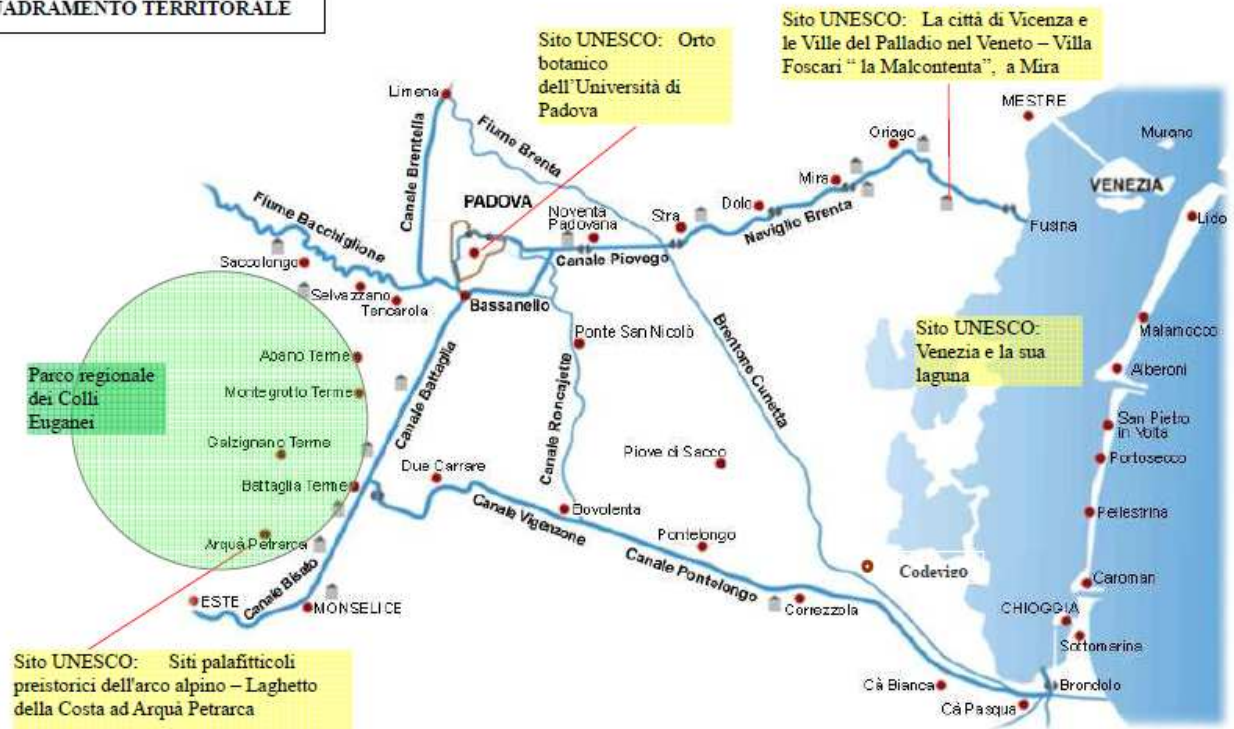 UADRAMENTO TERRITORALE
Sito UNESCO: Orto
botanico
dell’Università di
Padova
Sito UNESCO: La città di Vicenza e
le Ville del Palladio nel Veneto – Villa
Foscari “ la Malcontenta”, a Mira
Limena
Canale Brentella
Fiume Brenta
MESTRE
Murano
VENEZIA
Lido
Oriago
Mira
Dolo
Stra
Naviglio Brenta
Fusina
PADOVA
Noventa
Padovana
Canale Piovego
Fiume Bacchiglione
Saccolongo
Selvazzano
Tencarola
Bassanello
Ponte San Nicolò
Brentone Cunetta
Sito UNESCO:
Venezia e la sua
laguna
Malamocco
Alberoni
Parco regionale
dei Colli
Euganei
Abano Terme
Montegrotto Terme
Galzignano Terme
Battaglia Terme
Arquà Petrarca
Canale Battaglia
Canale Roncajette
Due Carrare
Piove di Sacco
San Pietro
in Volta
Portosecco
Pellestrina
Canale Vigenzone
Bovolenta
Pontelongo
Canale Pontelongo
Codevigo
Correzzola
Caroman
CHIOGGIA
Sottomarina
ESTE
Canale Bisato
MONSELICE
Cà Bianca
Cà Pasqua
Brondolo
Sito UNESCO: Siti palafitticoli
preistorici dell'arco alpino – Laghetto
della Costa ad Arquà Petrarca